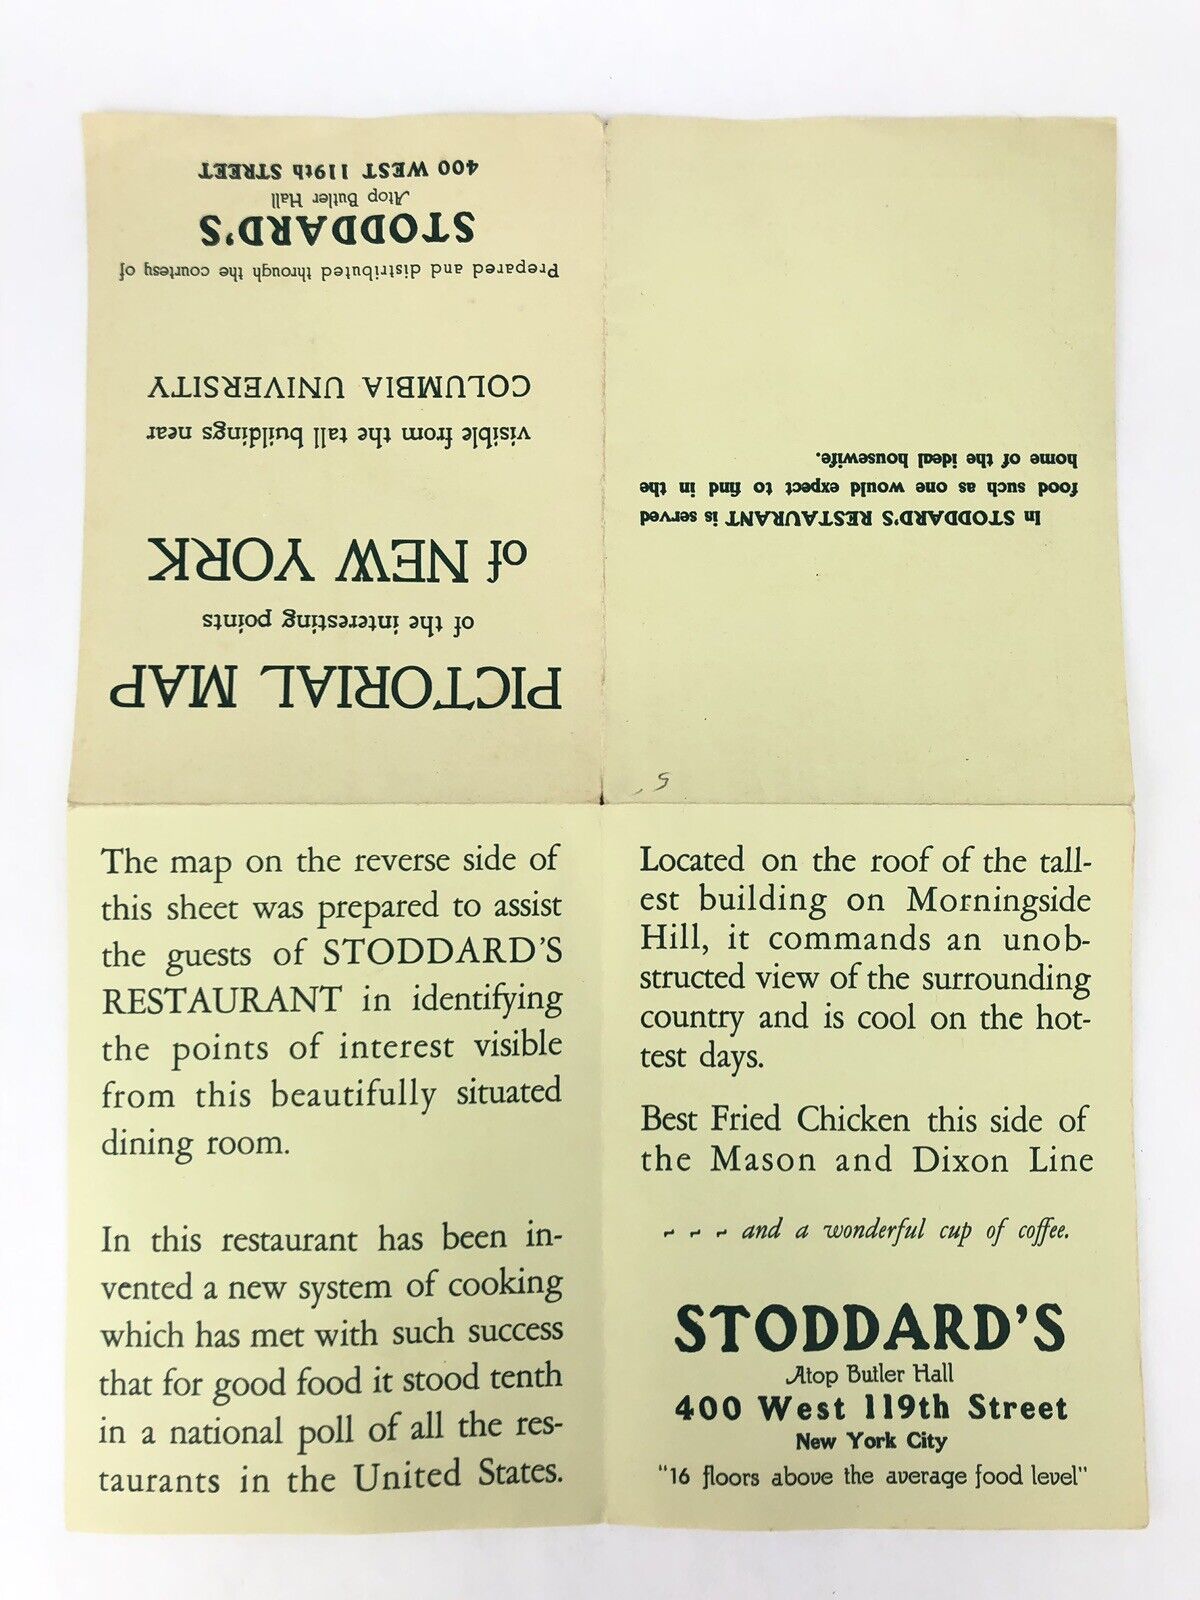 PICTORIAL MAP
of the interesting points
of NEW YORK
visible from the tall buildings near
COLUMBIA UNIVERSITY
Prepared and distributed through the courtesy of
STODDARD'S
Atop Butler Hall
400 WEST 119th STREET
In STODDARD'S RESTAURANT is served
food such as one would expect to find in the
home of the ideal housewife.
5
The map on the reverse side of
this sheet was prepared to assist
the guests of STODDARD'S
RESTAURANT in identifying
the points of interest visible
from this beautifully situated
dining room.
In this restaurant has been in-
vented a new system of cooking
which has met with such success
that for good food it stood tenth
in a national poll of all the res-
taurants in the United States.
Located on the roof of the tall-
est building on Morningside
Hill, it commands an unob-
structed view of the surrounding
country and is cool on the hot-
test days.
Best Fried Chicken this side of
the Mason and Dixon Line
~ ~ ~ and a wonderful cup of coffee.
STODDARD'S
Atop Butler Hall
400 West 119th Street
New York City
"16 floors above the average food level"